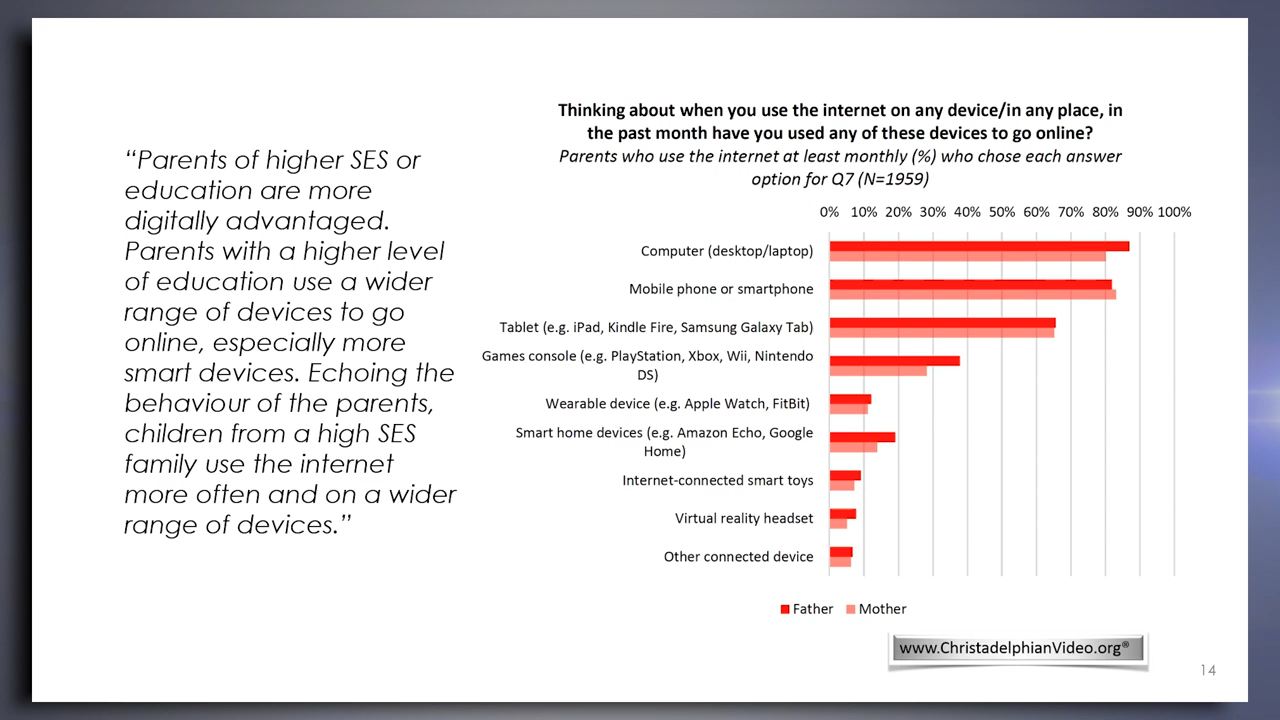 “Parents of higher SES or
education are more
digitally advantaged.
Parents with a higher level
of education use a wider
range of devices to go
online, especially more
smart devices. Echoing the
behaviour of the parents,
children from a high SES
family use the internet
more often and on a wider
range of devices.”
Thinking about when you use the internet on any device/in any place, in
the past month have you used any of these devices to go online?
Parents who use the internet at least monthly (%) who chose each answer
option for Q7 (N=1959)
0% 10% 20% 30% 40% 50% 60% 70% 80% 90% 100%
Computer (desktop/laptop)
Mobile phone or smartphone
Tablet (e.g. iPad, Kindle Fire, Samsung Galaxy Tab)
Games console (e.g. PlayStation, Xbox, Wii, Nintendo
DS)
Wearable device (e.g. Apple Watch, FitBit)
Smart home devices (e.g. Amazon Echo, Google
Home)
Internet-connected smart toys
Virtual reality headset
Other connected device
Father Mother
www.ChristadelphianVideo.org®
14